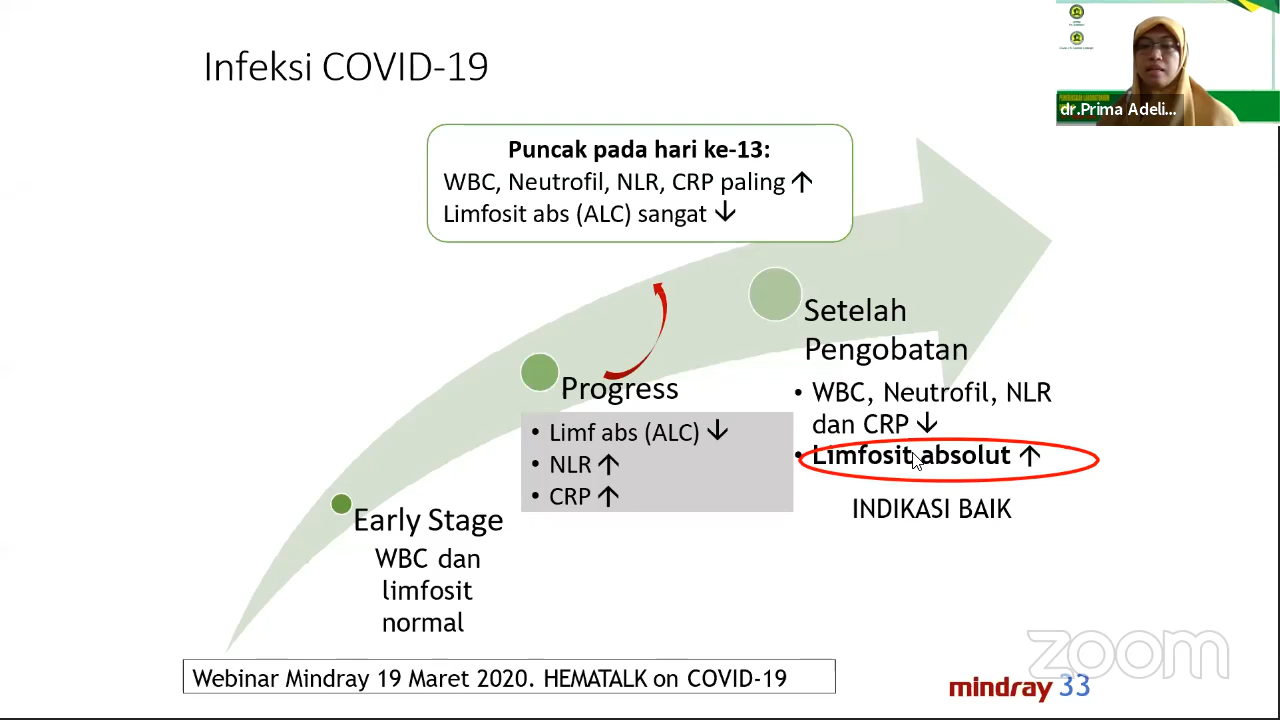 Infeksi COVID-19
dr.Prima Adeli...
Puncak pada hari ke-13:
WBC, Neutrofil, NLR, CRP paling ↑
Limfosit abs (ALC) sangat ↓
Setelah
Pengobatan
• WBC, Neutrofil, NLR
dan CRP ↓
• Limfosit absolut ↑
INDIKASI BAIK
Progress
• Limf abs (ALC) ↓
• NLR ↑
• CRP ↑
Early Stage
WBC dan
limfosit
normal
Webinar Mindray 19 Maret 2020. HEMATALK on COVID-19
zoom
mindray 33